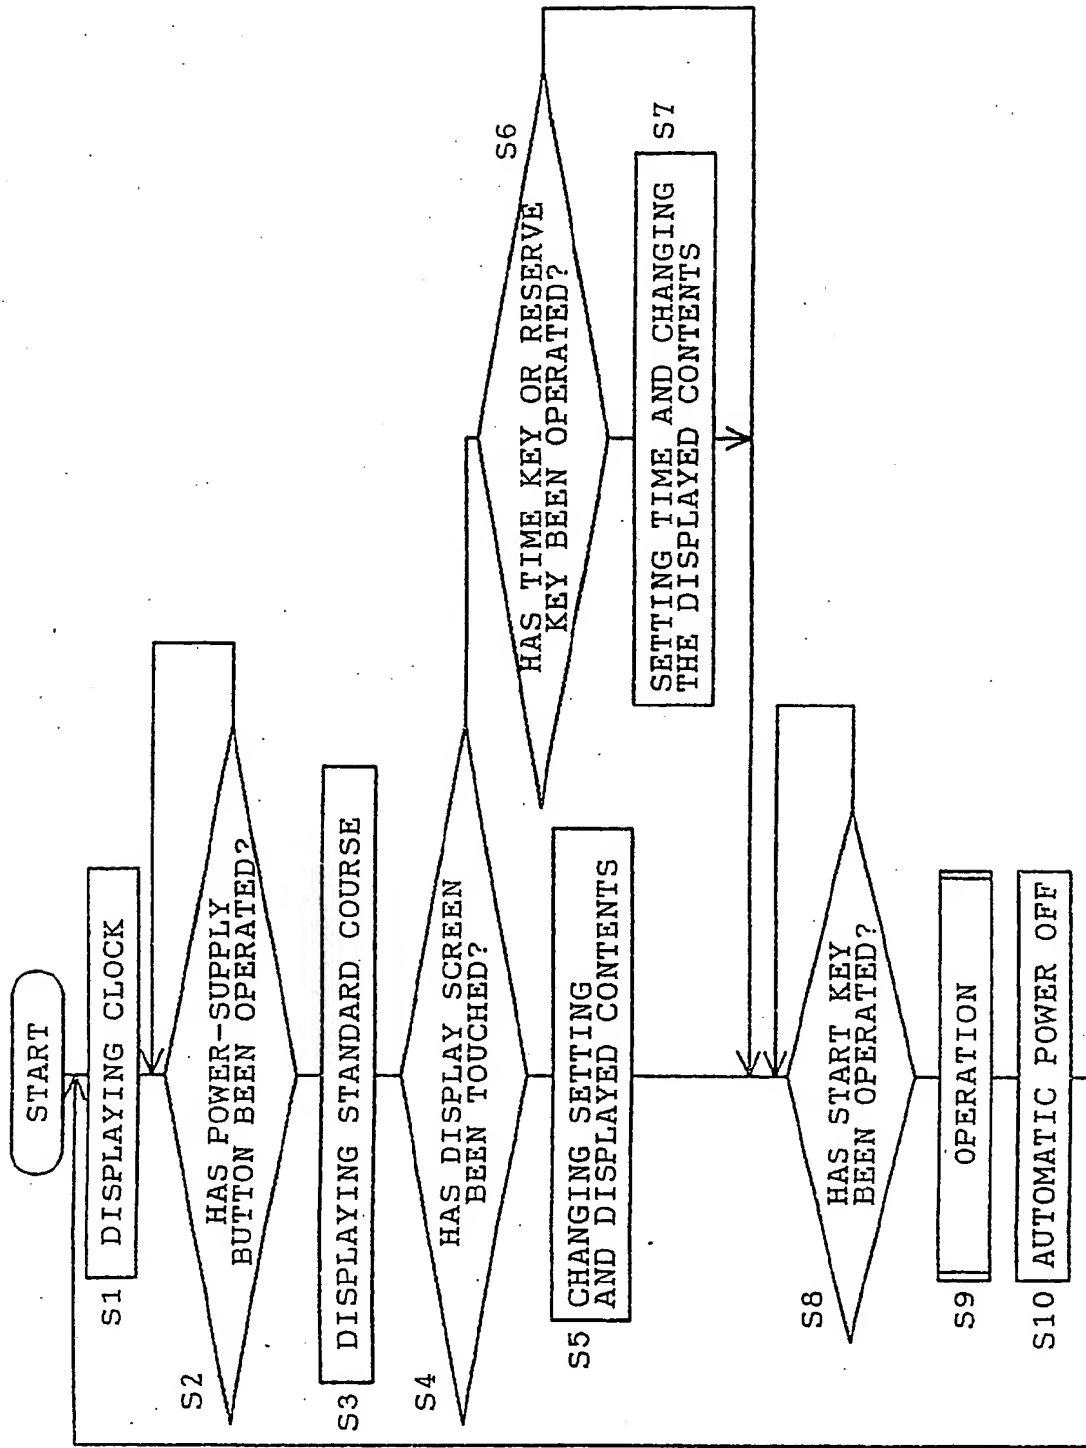 START
S1
DISPLAYING CLOCK
S2
HAS POWER-SUPPLY
BUTTON BEEN OPERATED?
S3
DISPLAYING STANDARD COURSE
S4
HAS DISPLAY SCREEN
BEEN TOUCHED?
S5
CHANGING SETTING
AND DISPLAYED CONTENTS
S6
HAS TIME KEY OR RESERVE
KEY BEEN OPERATED?
S7
SETTING TIME AND CHANGING
THE DISPLAYED CONTENTS
S8
HAS START KEY
BEEN OPERATED?
S9
OPERATION
S10
AUTOMATIC POWER OFF